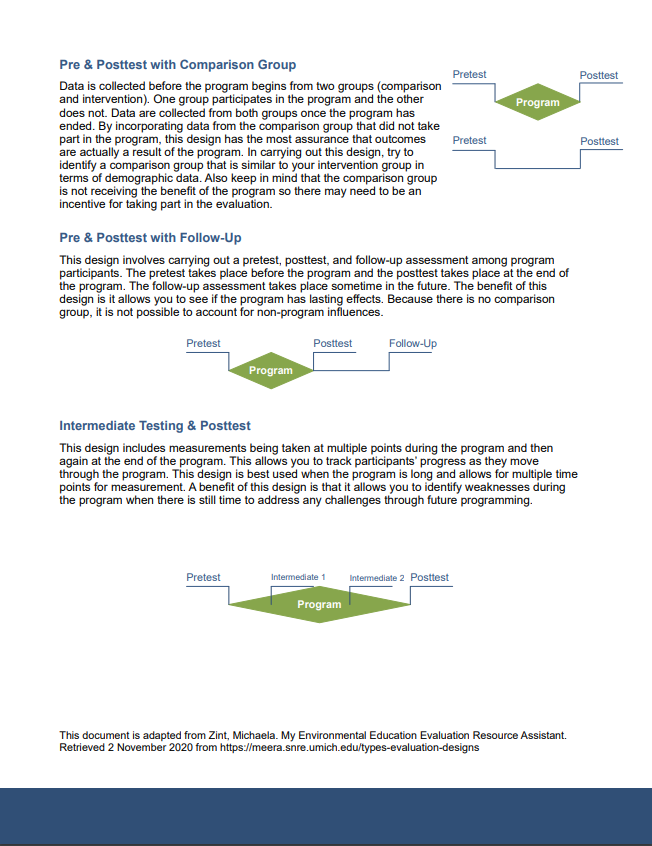 Pre & Posttest with Comparison Group
Data is collected before the program begins from two groups (comparison
and intervention). One group participates in the program and the other
does not. Data are collected from both groups once the program has
ended. By incorporating data from the comparison group that did not take
part in the program, this design has the most assurance that outcomes
are actually a result of the program. In carrying out this design, try to
identify a comparison group that is similar to your intervention group in
terms of demographic data. Also keep in mind that the comparison group
is not receiving the benefit of the program so there may need to be an
incentive for taking part in the evaluation.
Pretest
Posttest
Program
Pretest
Posttest
Pre & Posttest with Follow-Up
This design involves carrying out a pretest, posttest, and follow-up assessment among program
participants. The pretest takes place before the program and the posttest takes place at the end of
the program. The follow-up assessment takes place sometime in the future. The benefit of this
design is it allows you to see if the program has lasting effects. Because there is no comparison
group, it is not possible to account for non-program influences.
Pretest
Posttest
Follow-Up
Program
Intermediate Testing & Posttest
This design includes measurements being taken at multiple points during the program and then
again at the end of the program. This allows you to track participants’ progress as they move
through the program. This design is best used when the program is long and allows for multiple time
points for measurement. A benefit of this design is that it allows you to identify weaknesses during
the program when there is still time to address any challenges through future programming.
Pretest
Intermediate 1
Intermediate 2
Posttest
Program
This document is adapted from Zint, Michaela. My Environmental Education Evaluation Resource Assistant.
Retrieved 2 November 2020 from https://meera.snre.umich.edu/types-evaluation-designs